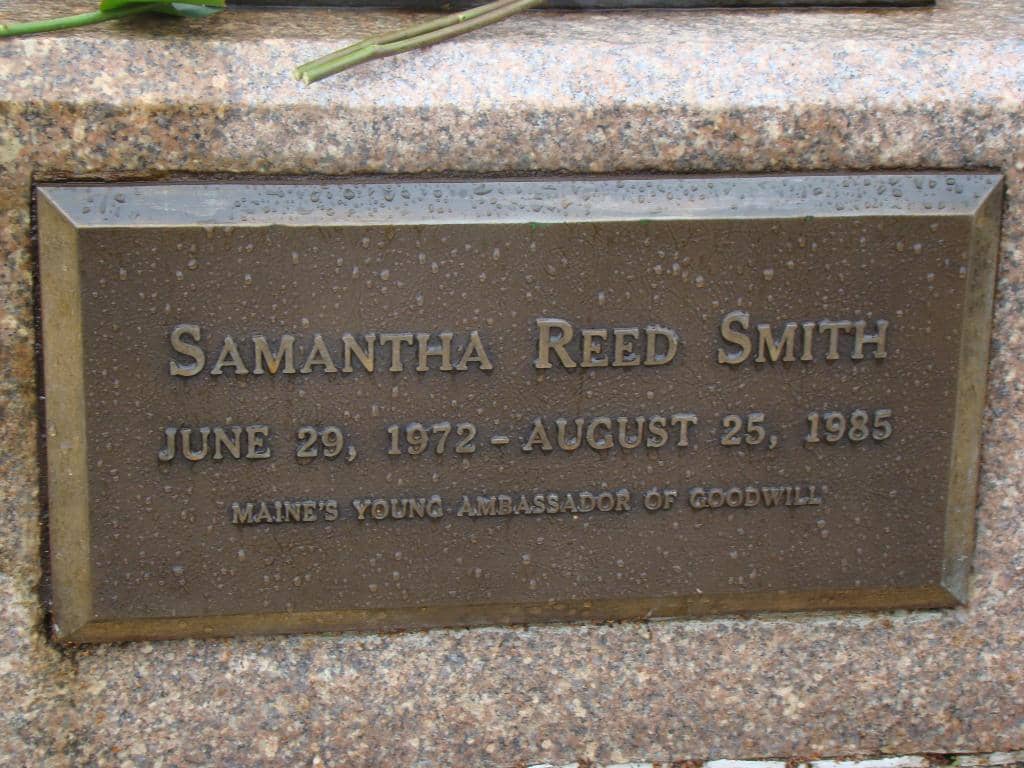 SAMANTHA REED SMITH
JUNE 29, 1972 - AUGUST 25, 1985
MAINE'S YOUNG AMBASSADOR OF GOODWILL